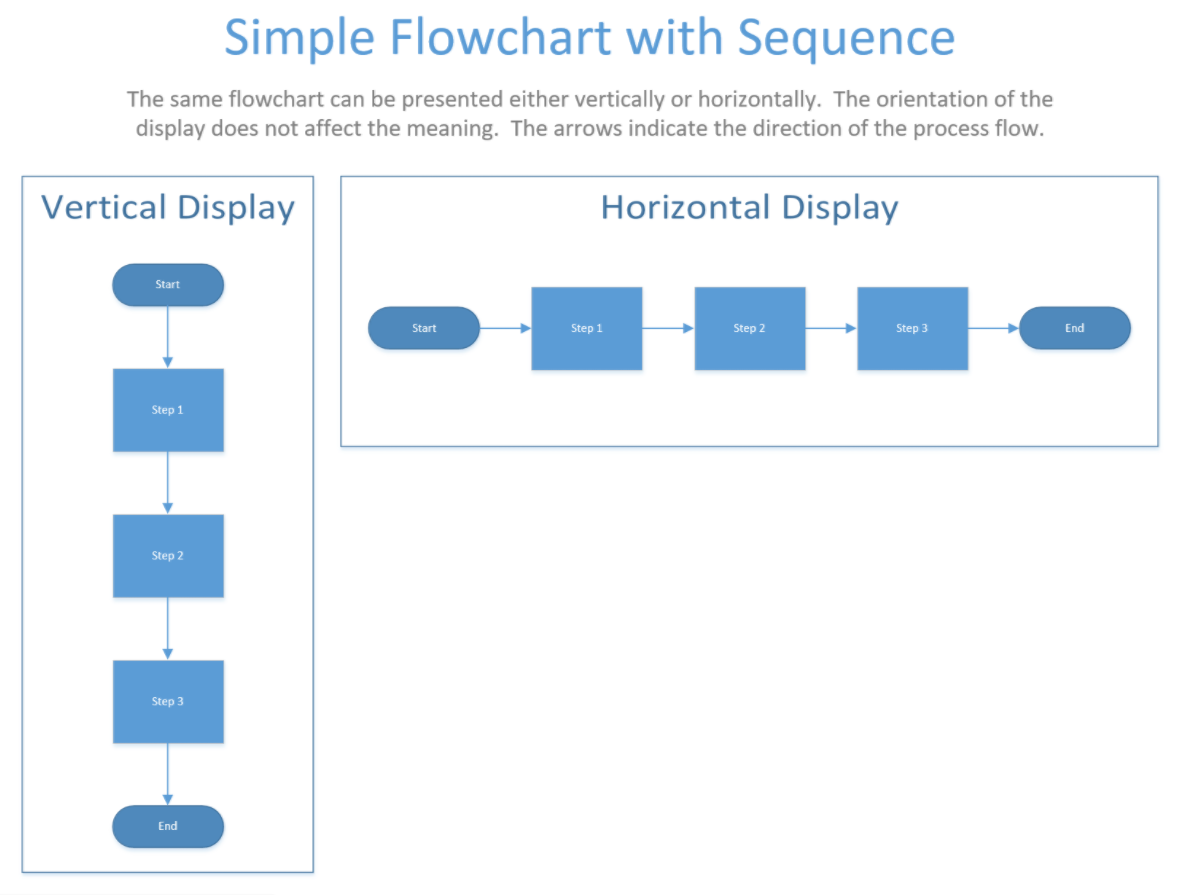 Simple Flowchart with Sequence
The same flowchart can be presented either vertically or horizontally.  The orientation of the
display does not affect the meaning.  The arrows indicate the direction of the process flow.
Vertical Display
Start
Step 1
Step 2
Step 3
End
Horizontal Display
Start
Step 1
Step 2
Step 3
End